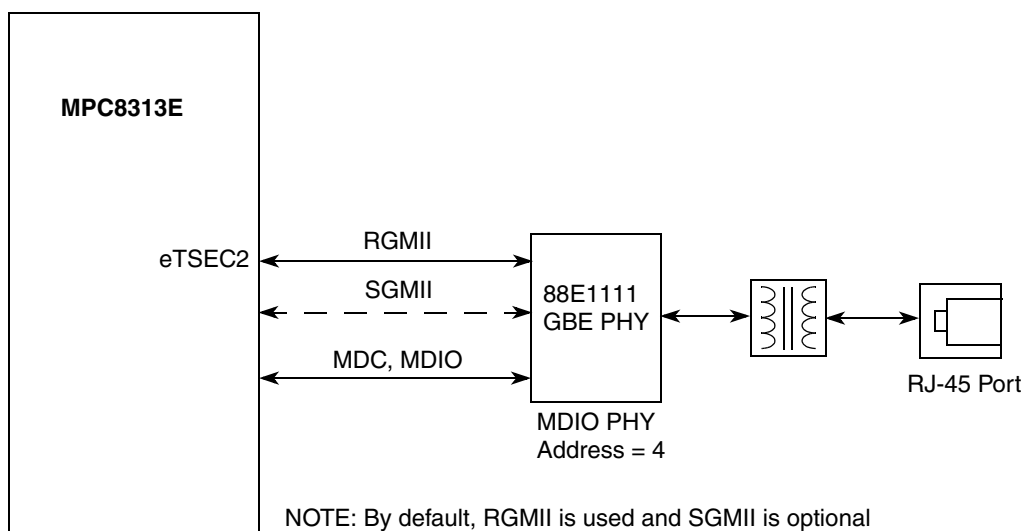 MPC8313E
eTSEC2
RGMII
SGMII
MDC, MDIO
88E1111
GBE PHY
MDIO PHY
Address = 4
RJ-45 Port
NOTE: By default, RGMII is used and SGMII is optional